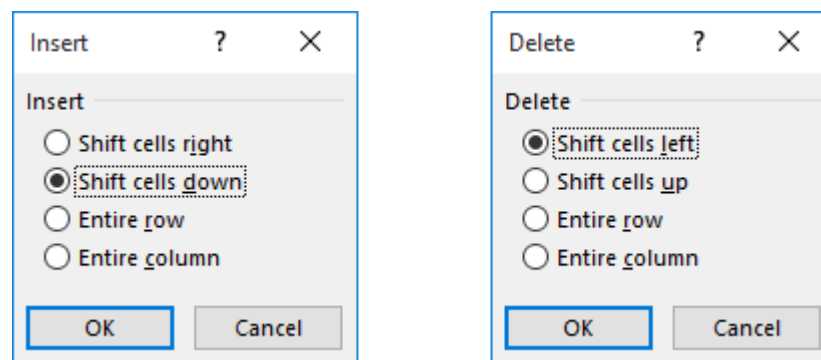 Insert ?
Insert
Shift cells right
Shift cells down
Entire row
Entire column
OK Cancel
Delete ?
Delete
Shift cells left
Shift cells up
Entire row
Entire column
OK Cancel